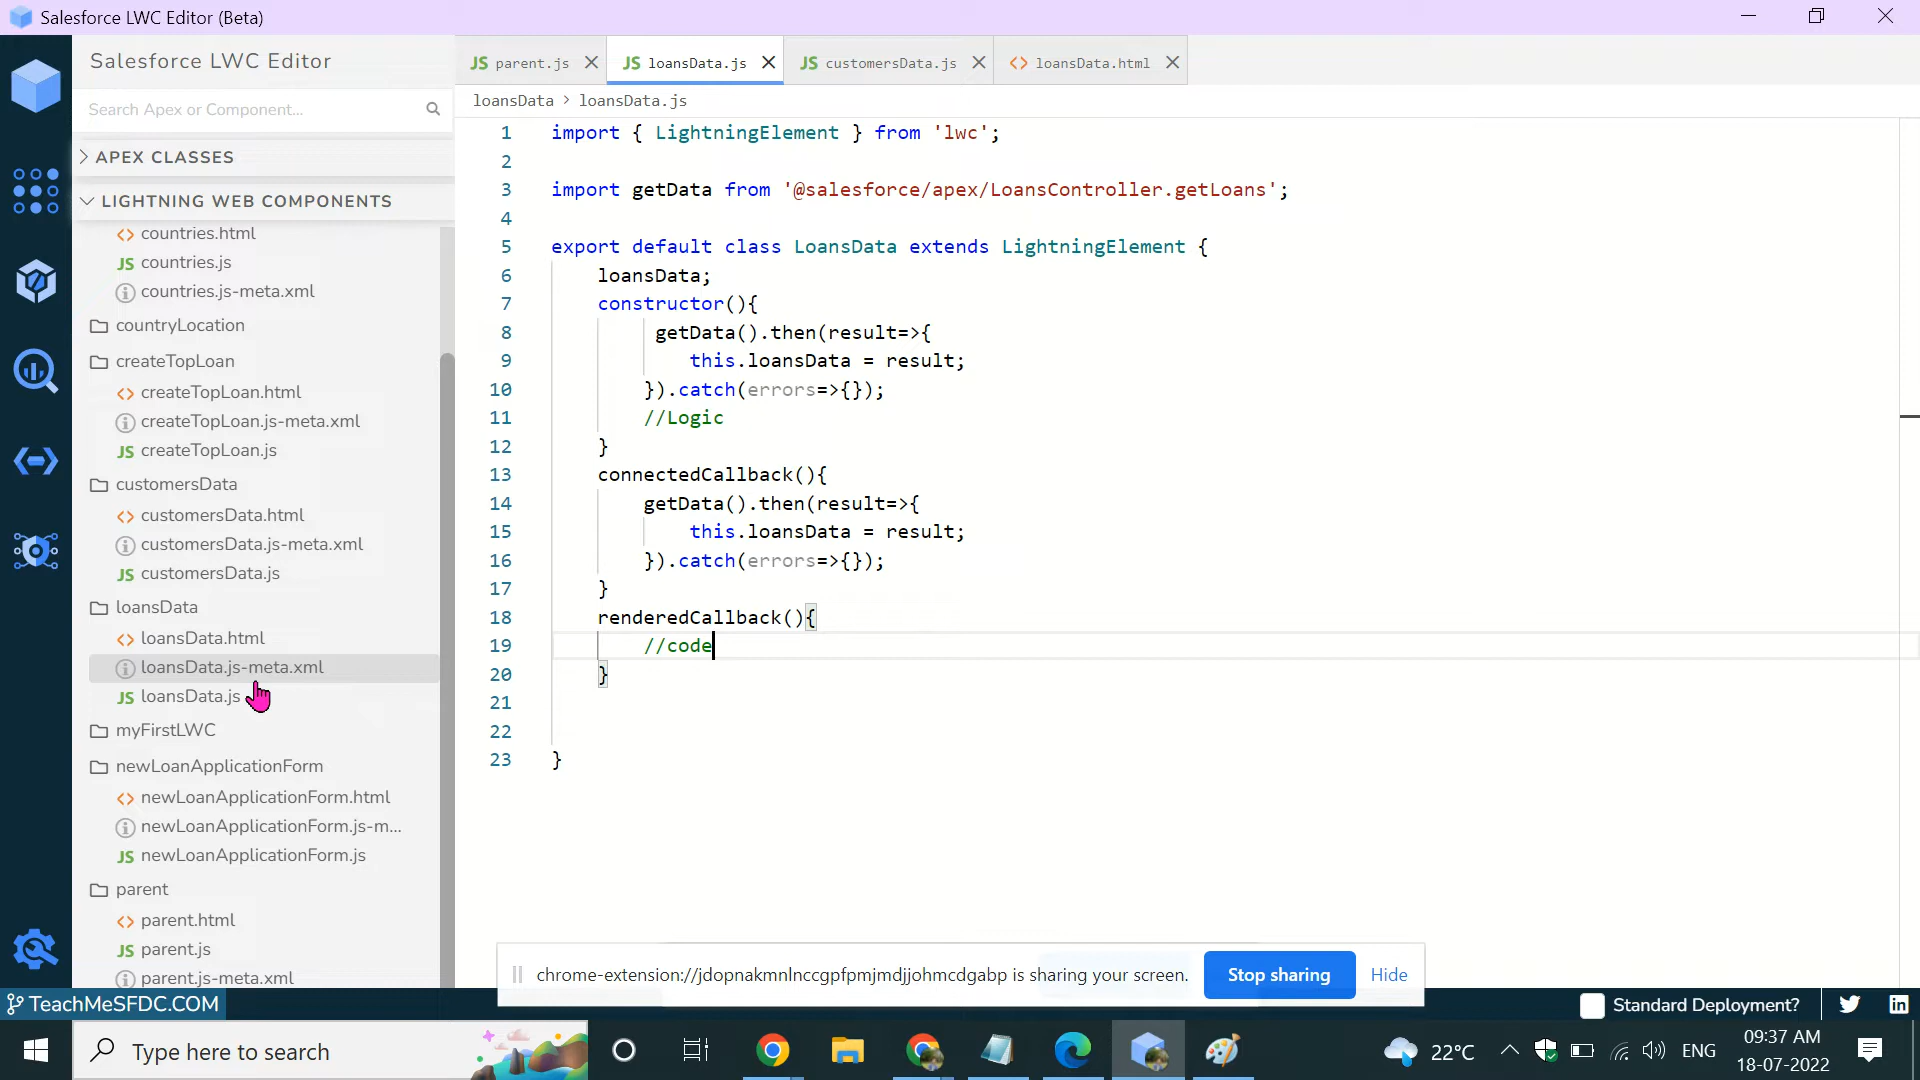 Salesforce LWC Editor (Beta)
Salesforce LWC Editor
Search Apex or Component...
APEX CLASSES
LIGHTNING WEB COMPONENTS
countries.html
JS countries.js
countries.js-meta.xml
countryLocation
createTopLoan
createTopLoan.html
createTopLoan.js-meta.xml
JS createTopLoan.js
customersData
customersData.html
customersData.js-meta.xml
JS customersData.js
loansData
loansData.html
loansData.js-meta.xml
JS loansData.js
myFirstLWC
newLoanApplicationForm
newLoanApplicationForm.html
newLoanApplicationForm.js-m...
JS newLoanApplicationForm.js
parent
parent.html
JS parent.js
parent.js-meta.xml
JS parent.js
JS loansData.js
JS customersData.js
<> loansData.html
loansData > loansData.js
1 import { LightningElement } from 'lwc';
2
3 import getData from '@salesforce/apex/LoansController.getLoans';
4
5 export default class LoansData extends LightningElement {
6 loansData;
7 constructor(){
8 getData().then(result=>{
9 this.loansData = result;
10 }).catch(errors=>{});
11 //Logic
12 }
13 connectedCallback(){
14 getData().then(result=>{
15 this.loansData = result;
16 }).catch(errors=>{});
17 }
18 renderedCallback(){
19 //code
20 }
21
22
23 }
chrome-extension://jdopnakmnlnccgpfpmjmdjjohmcdgabp is sharing your screen.
Stop sharing
Hide
TeachMeSFDC.COM
Standard Deployment?
Type here to search
22°C
ENG
09:37 AM
18-07-2022